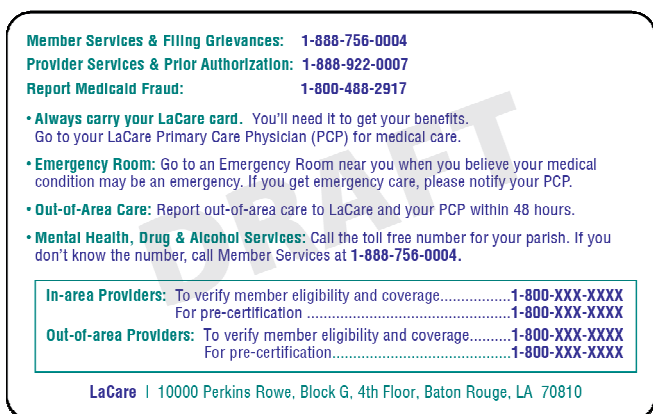 Member Services & Filing Grievances: 1-888-756-0004
Provider Services & Prior Authorization: 1-888-922-0007
Report Medicaid Fraud: 1-800-488-2917
• Always carry your LaCare card. You'll need it to get your benefits.
Go to your LaCare Primary Care Physician (PCP) for medical care.
• Emergency Room: Go to an Emergency Room near you when you believe your medical
condition may be an emergency. If you get emergency care, please notify your PCP.
• Out-of-Area Care: Report out-of-area care to LaCare and your PCP within 48 hours.
• Mental Health, Drug & Alcohol Services: Call the toll free number for your parish. If you
don't know the number, call Member Services at 1-888-756-0004.
In-area Providers: To verify member eligibility and coverage.................1-800-XXX-XXXX
For pre-certification .................................................1-800-XXX-XXXX
Out-of-area Providers: To verify member eligibility and coverage..........1-800-XXX-XXXX
For pre-certification...........................................1-800-XXX-XXXX
LaCare | 10000 Perkins Rowe, Block G, 4th Floor, Baton Rouge, LA 70810
DRAFT